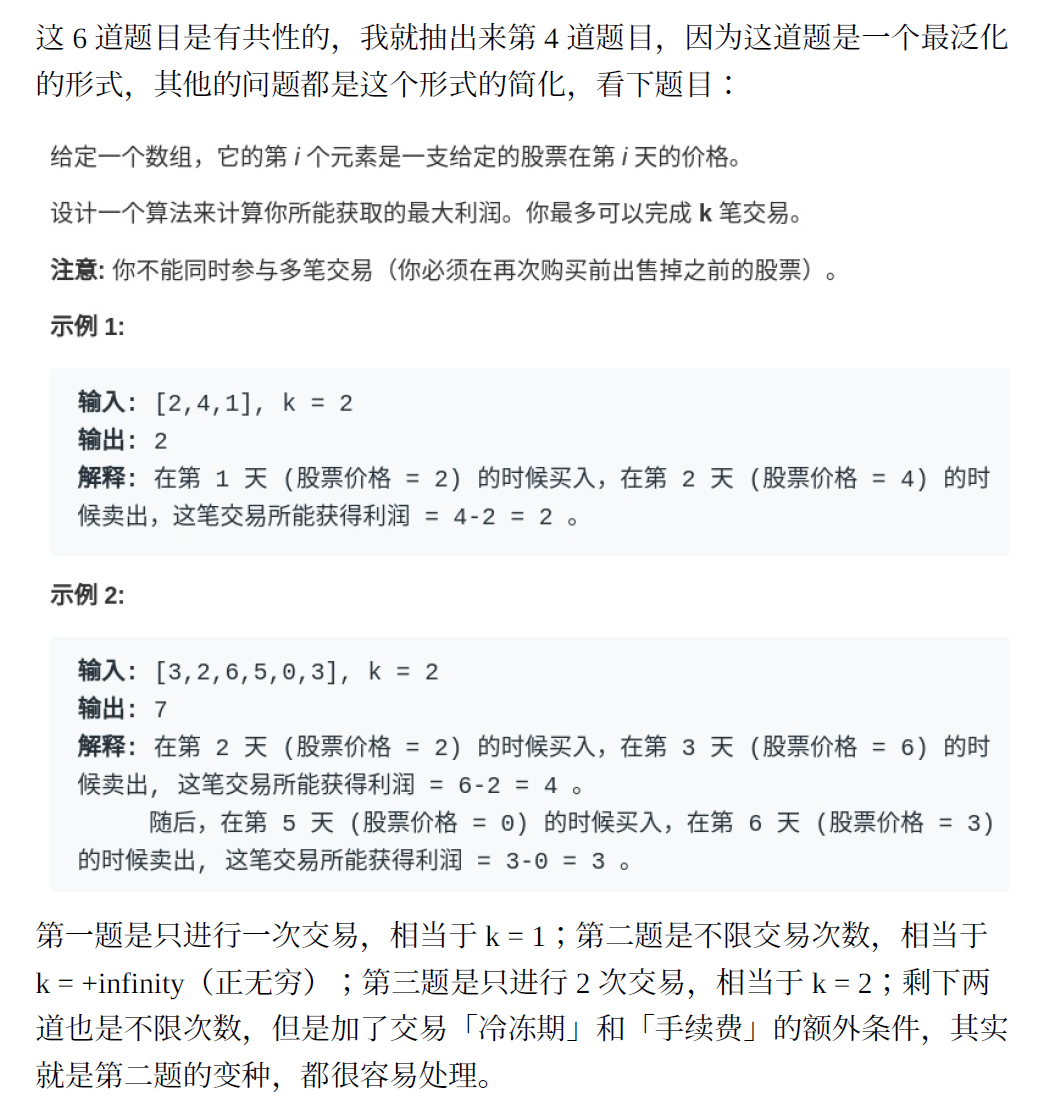 这 6 道题目是有共性的，我就抽出来第 4 道题目，因为这道题是一个最泛化
的形式，其他的问题都是这个形式的简化，看下题目：
给定一个数组，它的第 i 个元素是一支给定的股票在第 i 天的价格。
设计一个算法来计算你所能获取的最大利润。你最多可以完成 k 笔交易。
注意: 你不能同时参与多笔交易（你必须在再次购买前出售掉之前的股票）。
示例 1:
输入: [2,4,1], k = 2
输出: 2
解释: 在第 1 天 (股票价格 = 2) 的时候买入，在第 2 天 (股票价格 = 4) 的时
候卖出，这笔交易所能获得利润 = 4-2 = 2 。
示例 2:
输入: [3,2,6,5,0,3], k = 2
输出: 7
解释: 在第 2 天 (股票价格 = 2) 的时候买入，在第 3 天 (股票价格 = 6) 的时
候卖出, 这笔交易所能获得利润 = 6-2 = 4 。
随后，在第 5 天 (股票价格 = 0) 的时候买入，在第 6 天 (股票价格 = 3)
的时候卖出, 这笔交易所能获得利润 = 3-0 = 3 。
第一题是只进行一次交易，相当于 k = 1；第二题是不限交易次数，相当于
k = +infinity（正无穷）；第三题是只进行 2 次交易，相当于 k = 2；剩下两
道也是不限次数，但是加了交易「冷冻期」和「手续费」的额外条件，其实
就是第二题的变种，都很容易处理。